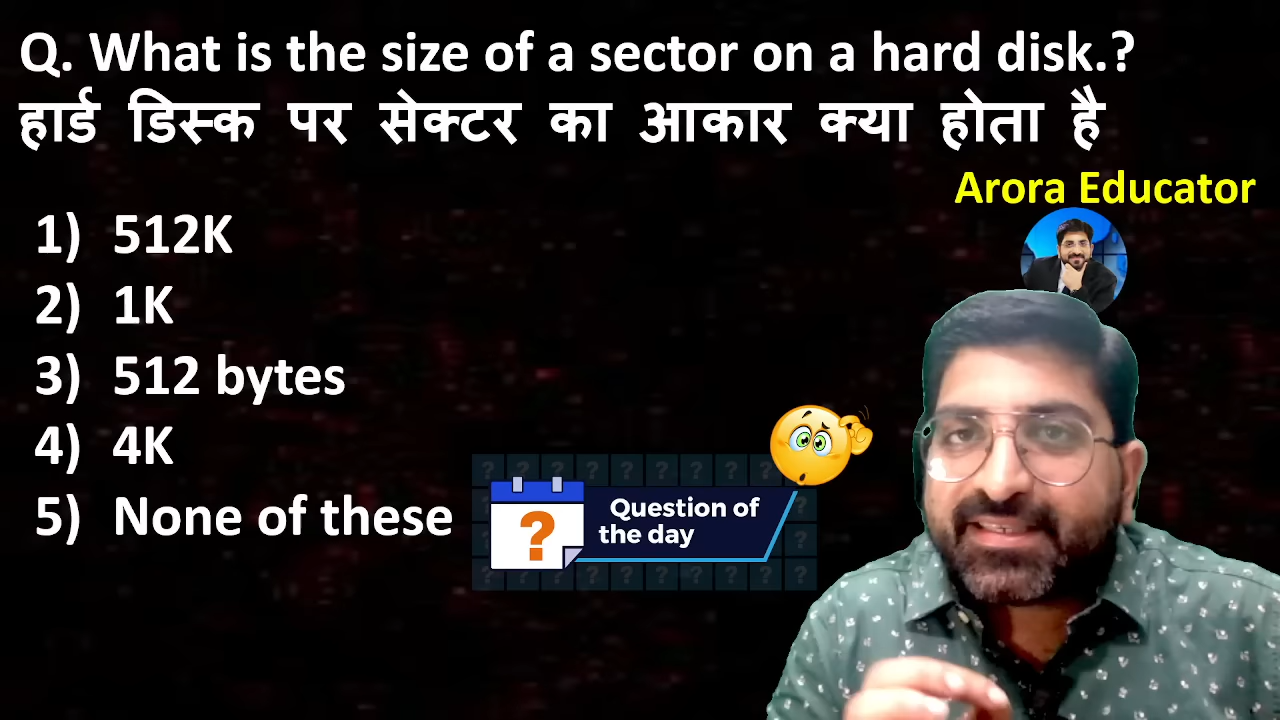 Q. What is the size of a sector on a hard disk.?
हार्ड डिस्क पर सेक्टर का आकार क्या होता है
Arora Educator
1) 512K
2) 1K
3) 512 bytes
4) 4K
5) None of these
?
Question of
the day